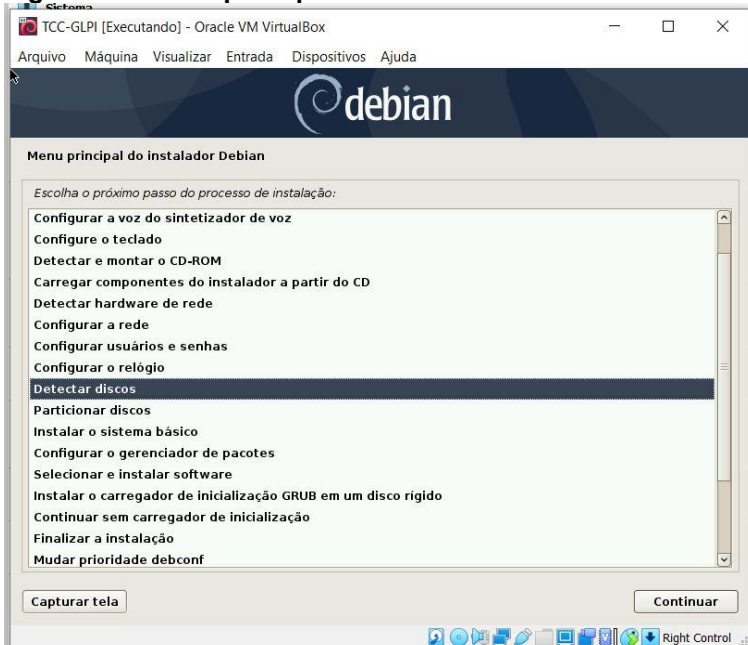 Sistema
TCC-GLPI [Executando] - Oracle VM VirtualBox
Arquivo Máquina Visualizar Entrada Dispositivos Ajuda
debian
Menu principal do instalador Debian
Escolha o próximo passo do processo de instalação:
Configurar a voz do sintetizador de voz
Configure o teclado
Detectar e montar o CD-ROM
Carregar componentes do instalador a partir do CD
Detectar hardware de rede
Configurar a rede
Configurar usuários e senhas
Configurar o relógio
Detectar discos
Particionar discos
Instalar o sistema básico
Configurar o gerenciador de pacotes
Selecionar e instalar software
Instalar o carregador de inicialização GRUB em um disco rígido
Continuar sem carregador de inicialização
Finalizar a instalação
Mudar prioridade debconf
Capturar tela Continuar
Right Control